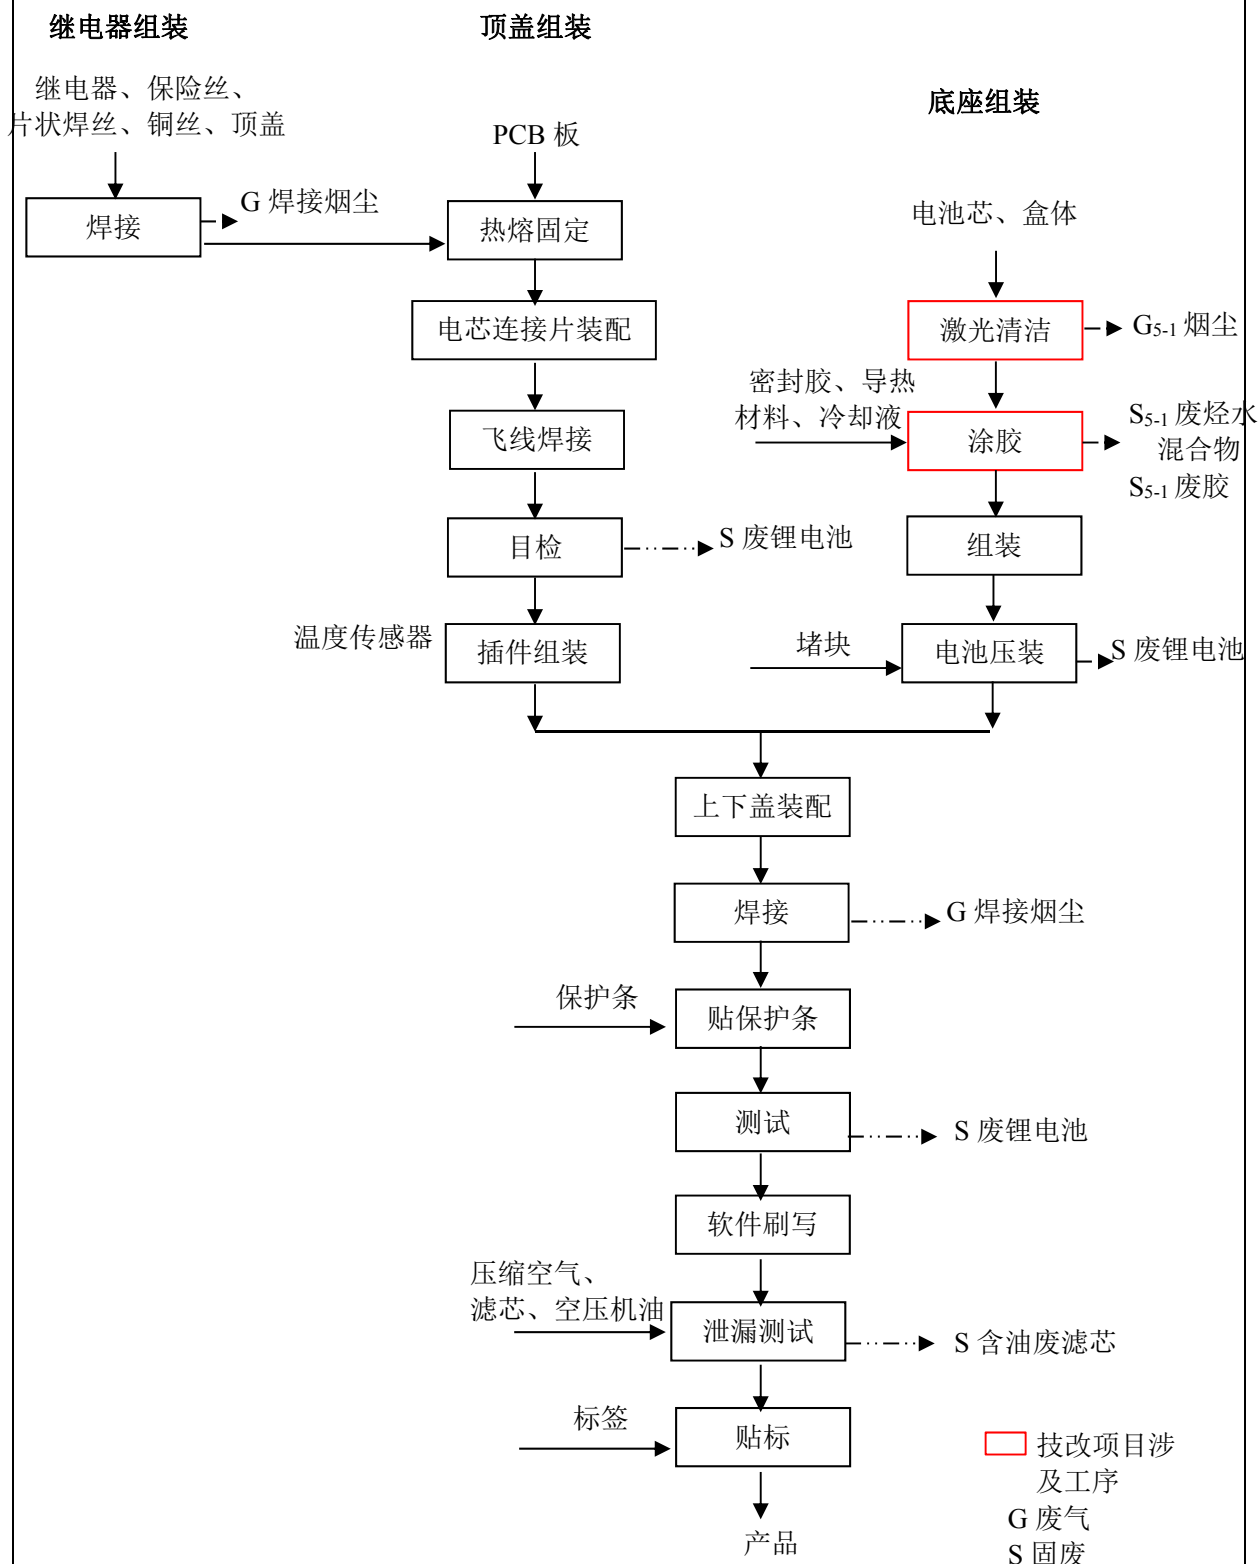 继电器组装
顶盖组装
继电器、保险丝、
片状焊丝、铜丝、顶盖
底座组装
PCB 板
G 焊接烟尘
焊接
热熔固定
电池芯、盒体
电芯连接片装配
激光清洁
G5-1 烟尘
密封胶、导热
材料、冷却液
飞线焊接
涂胶
S5-1 废烃水
混合物
S5-1 废胶
目检
S 废锂电池
组装
温度传感器
插件组装
堵块
电池压装
S 废锂电池
上下盖装配
焊接
G 焊接烟尘
保护条
贴保护条
测试
S 废锂电池
软件刷写
压缩空气、
滤芯、空压机油
泄漏测试
S 含油废滤芯
标签
贴标
产品
技改项目涉
及工序
G 废气
S 固废